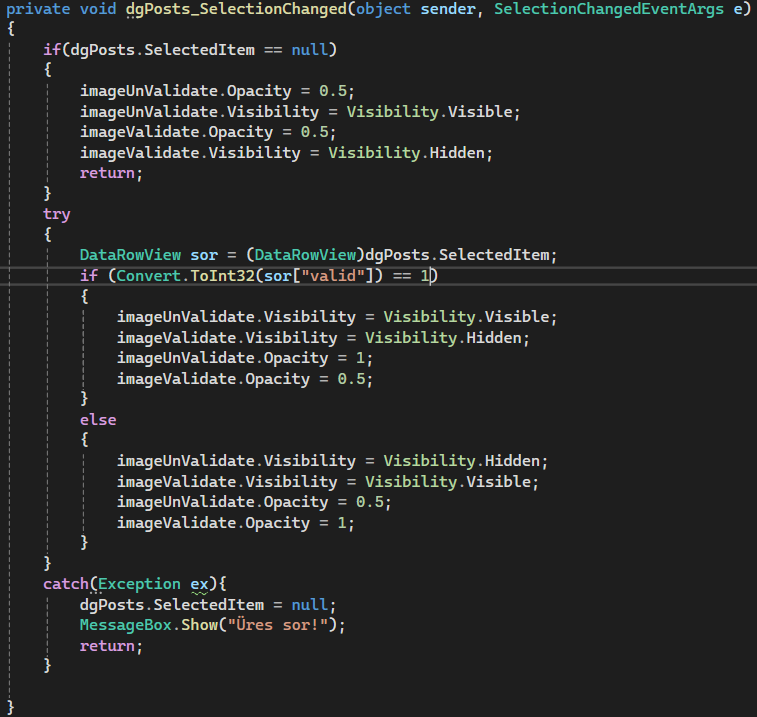 private void dgPosts_SelectionChanged(object sender, SelectionChangedEventArgs e)
{
    if(dgPosts.SelectedItem == null)
    {
        imageUnValidate.Opacity = 0.5;
        imageUnValidate.Visibility = Visibility.Visible;
        imageValidate.Opacity = 0.5;
        imageValidate.Visibility = Visibility.Hidden;
        return;
    }
    try
    {
        DataRowView sor = (DataRowView)dgPosts.SelectedItem;
        if (Convert.ToInt32(sor["valid"]) == 1)
        {
            imageUnValidate.Visibility = Visibility.Visible;
            imageValidate.Visibility = Visibility.Hidden;
            imageUnValidate.Opacity = 1;
            imageValidate.Opacity = 0.5;
        }
        else
        {
            imageUnValidate.Visibility = Visibility.Hidden;
            imageValidate.Visibility = Visibility.Visible;
            imageUnValidate.Opacity = 0.5;
            imageValidate.Opacity = 1;
        }
    }
    catch(Exception ex){
        dgPosts.SelectedItem = null;
        MessageBox.Show("Üres sor!");
        return;
    }
}